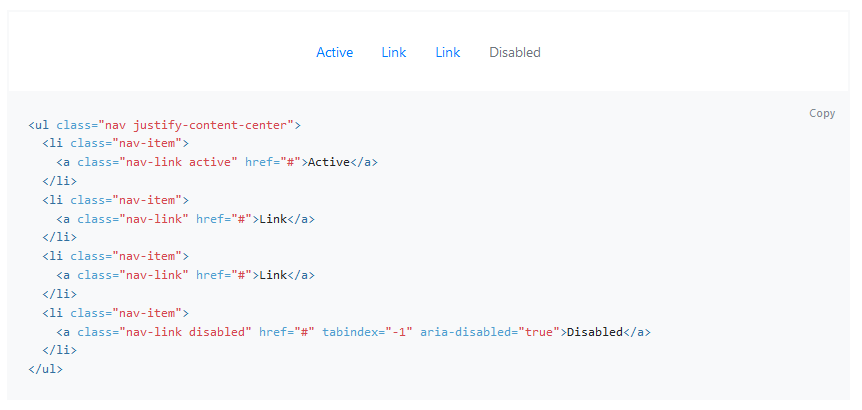 Active Link Link Disabled
Copy
<ul class="nav justify-content-center">
  <li class="nav-item">
    <a class="nav-link active" href="#">Active</a>
  </li>
  <li class="nav-item">
    <a class="nav-link" href="#">Link</a>
  </li>
  <li class="nav-item">
    <a class="nav-link" href="#">Link</a>
  </li>
  <li class="nav-item">
    <a class="nav-link disabled" href="#" tabindex="-1" aria-disabled="true">Disabled</a>
  </li>
</ul>